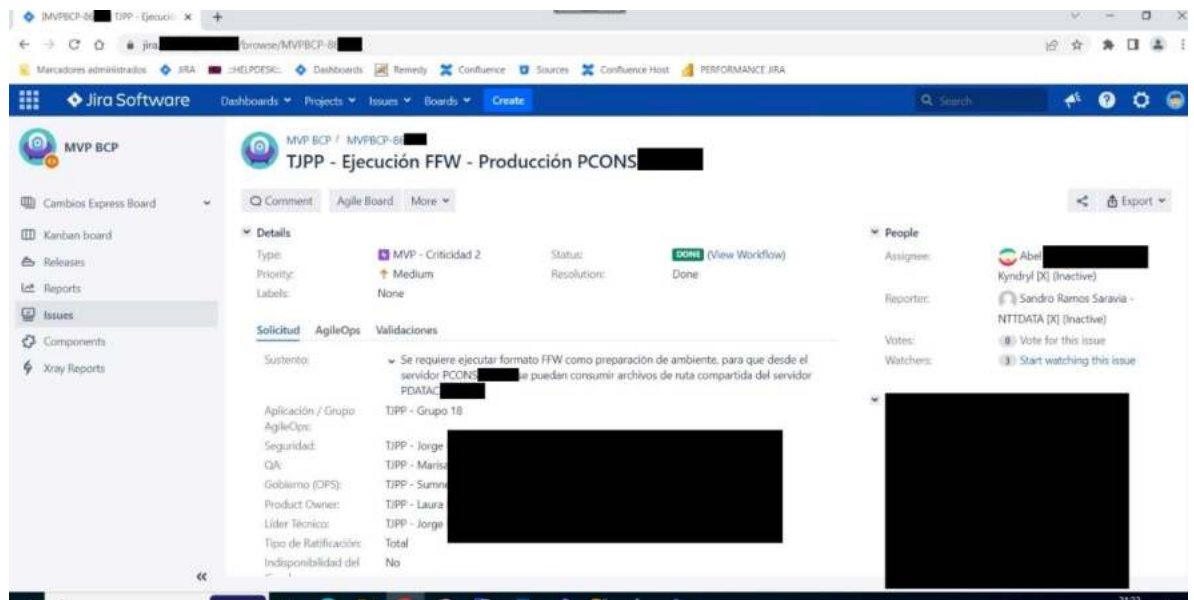 [MVPBCP-86 TJPP - Ejecució
jira /browse/MVPBCP-86
Marcadores administrados JIRA ::HELPDESK:. Dashboards Remedy Confluence Sources Confluence Host PERFORMANCE JIRA
Jira Software Dashboards Projects Issues Boards Create Search
MVP BCP
Cambios Express Board
Kanban board
Releases
Reports
Issues
Components
Xray Reports
MVP BCP / MVPBCP-86
TJPP - Ejecución FFW - Producción PCONS
Comment Agile Board More Export
Details
Type: MVP - Criticidad 2 Status: DONE (View Workflow)
Priority: Medium Resolution: Done
Labels: None
Solicitud AgileOps Validaciones
Sustento: Se requiere ejecutar formato FFW como preparación de ambiente, para que desde el
servidor PCONS se puedan consumir archivos de ruta compartida del servidor
PDATAC
Aplicación / Grupo TJPP - Grupo 18
AgileOps:
Seguridad: TJPP - Jorge
QA: TJPP - Marisa
Gobierno (OPS): TJPP - Sumne
Product Owner: TJPP - Laura
Líder Técnico: TJPP - Jorge
Tipo de Ratificación: Total
Indisponibilidad del No
People
Assignee: Abel
Kyndryl [X] (Inactive)
Reporter: Sandro Ramos Saravia -
NTTDATA [X] (Inactive)
Votes: 0 Vote for this issue
Watchers: 3 Start watching this issue